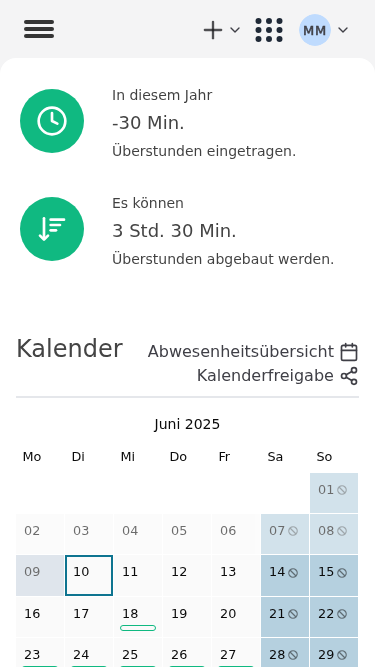 MM
In diesem Jahr
-30 Min.
Überstunden eingetragen.
Es können
3 Std. 30 Min.
Überstunden abgebaut werden.
Kalender
Abwesenheitsübersicht
Kalenderfreigabe
Juni 2025
Mo Di Mi Do Fr Sa So
01
02 03 04 05 06 07 08
09 10 11 12 13 14 15
16 17 18 19 20 21 22
23 24 25 26 27 28 29